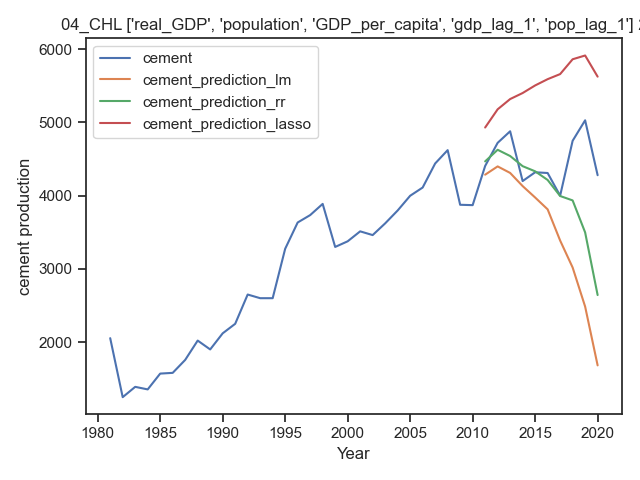 04_CHL ['real_GDP', 'population', 'GDP_per_capita', 'gdp_lag_1', 'pop_lag_1']
cement
cement_prediction_lm
cement_prediction_rr
cement_prediction_lasso
cement production
6000
5000
4000
3000
2000
1980 1985 1990 1995 2000 2005 2010 2015 2020
Year